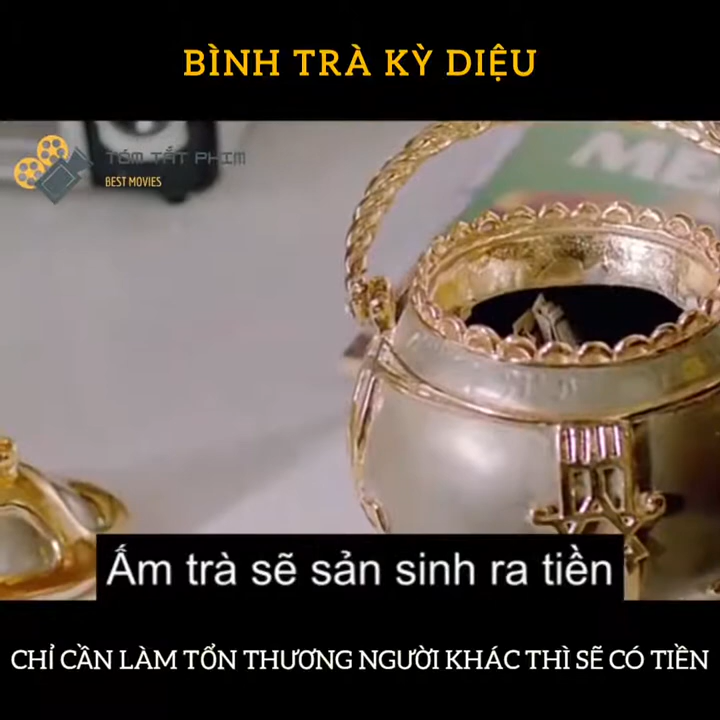 BÌNH TRÀ KỲ DIỆU
TÓM TẮT PHIM
BEST MOVIES
Ấm trà sẽ sản sinh ra tiền
CHỈ CẦN LÀM TỔN THƯƠNG NGƯỜI KHÁC THÌ SẼ CÓ TIỀN